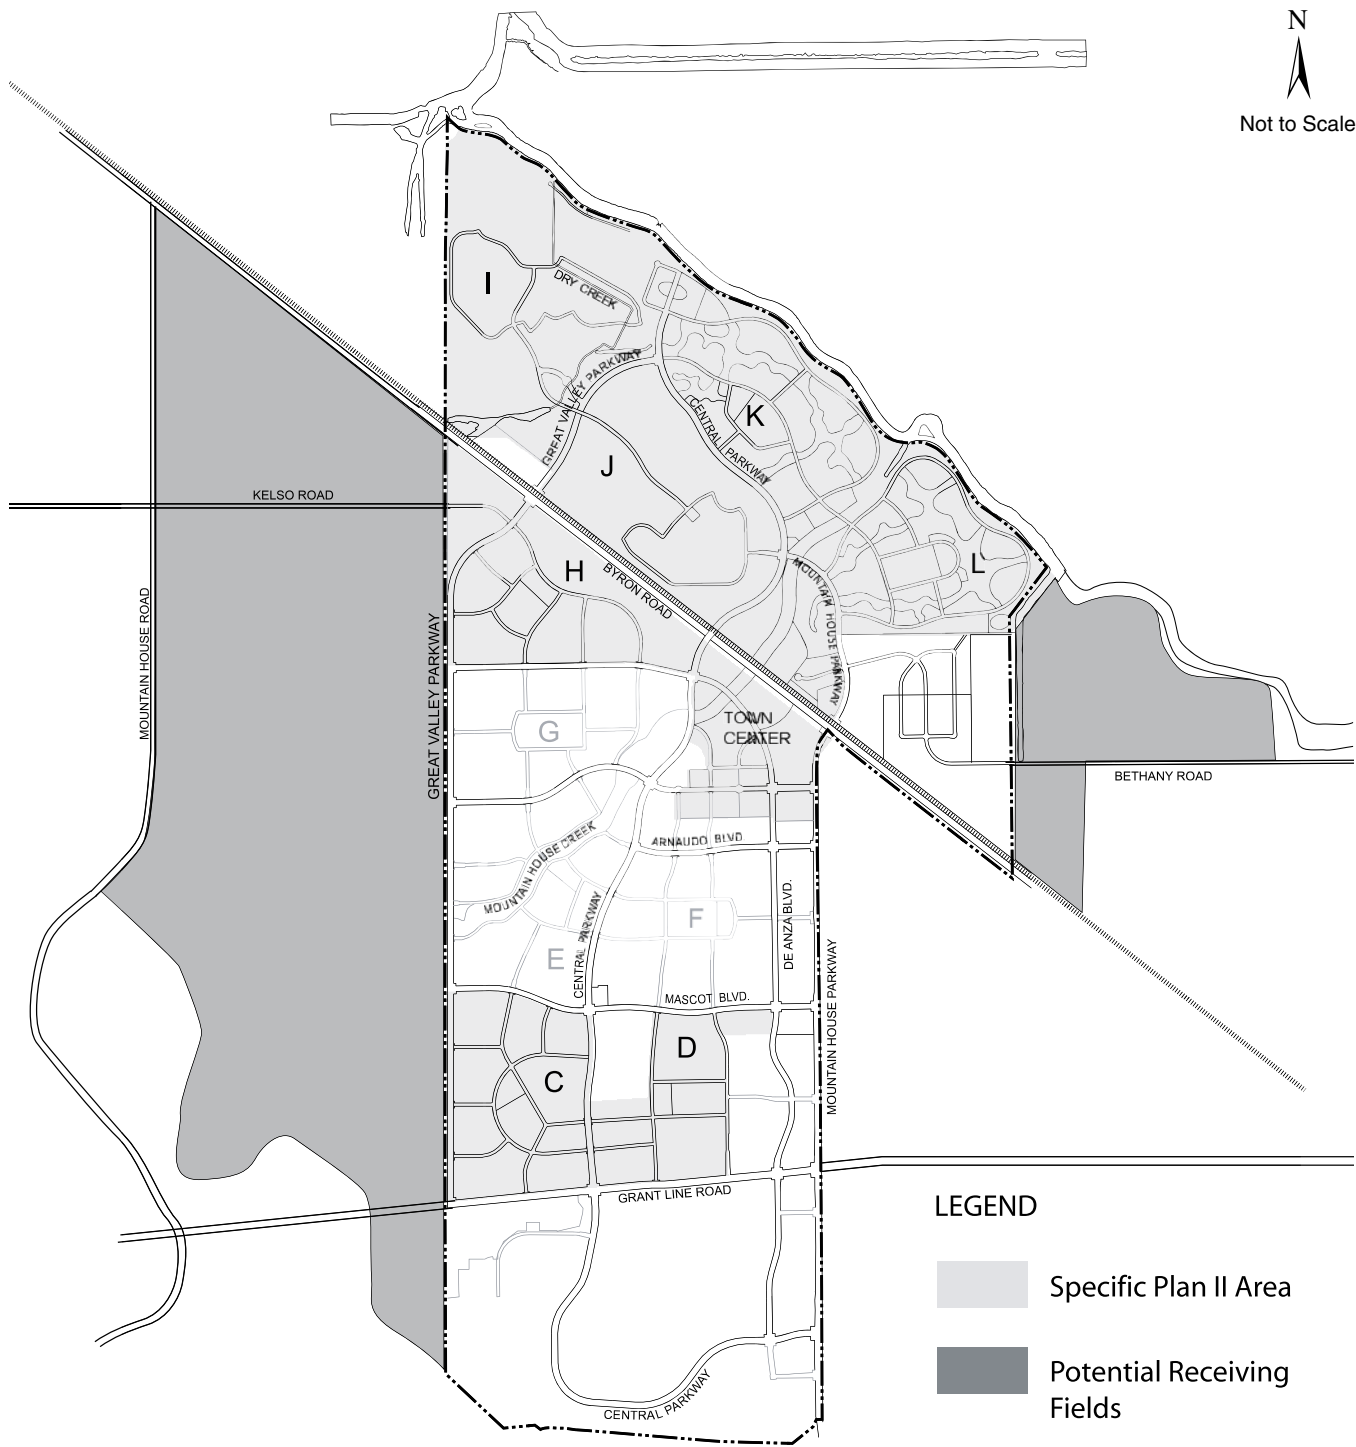 N
Not to Scale
I
DRY CREEK
GREAT VALLEY PARKWAY
K
CENTRAL PARKWAY
J
KELSO ROAD
L
H
BYRON ROAD
MOUNTAIN HOUSE PARKWAY
MOUNTAIN HOUSE ROAD
GREAT VALLEY PARKWAY
G
TOWN
CENTER
BETHANY ROAD
ARNAUDO BLVD
MOUNTAIN HOUSE CREEK
F
E
CENTRAL PARKWAY
DE ANZA BLVD.
MOUNTAIN HOUSE PARKWAY
MASCOT BLVD.
D
C
GRANT LINE ROAD
CENTRAL PARKWAY
LEGEND
Specific Plan II Area
Potential Receiving
Fields